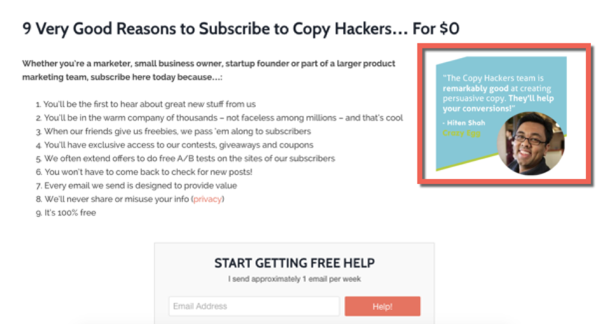 9 Very Good Reasons to Subscribe to Copy Hackers... For $0
Whether you're a marketer, small business owner, startup founder or part of a larger product
marketing team, subscribe here today because...:
1. You'll be the first to hear about great new stuff from us
2. You'll be in the warm company of thousands – not faceless among millions – and that's cool
3. When our friends give us freebies, we pass 'em along to subscribers
4. You'll have exclusive access to our contests, giveaways and coupons
5. We often extend offers to do free A/B tests on the sites of our subscribers
6. You won't have to come back to check for new posts!
7. Every email we send is designed to provide value
8. We'll never share or misuse your info (privacy)
9. It's 100% free
"The Copy Hackers team is
remarkably good at creating
persuasive copy. They'll help
your conversions!"
- Hiten Shah
Crazy Egg
START GETTING FREE HELP
I send approximately 1 email per week
Email Address
Help!